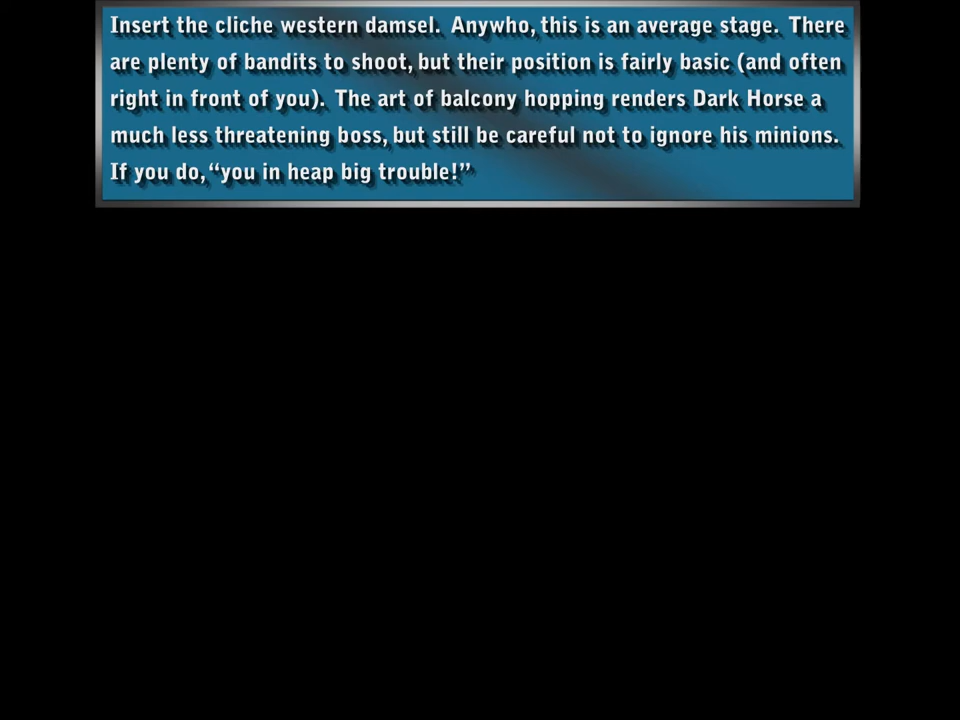 Insert the cliche western damsel.  Anywho, this is an average stage.  There
are plenty of bandits to shoot, but their position is fairly basic (and often
right in front of you).  The art of balcony hopping renders Dark Horse a
much less threatening boss, but still be careful not to ignore his minions.
If you do, “you in heap big trouble!”